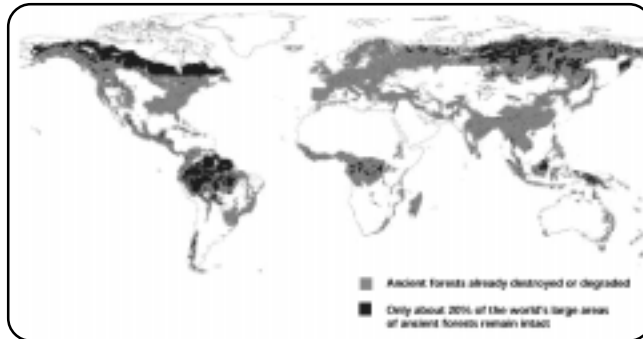 Ancient forests already destroyed or degraded
Only about 20% of the world's large areas
of ancient forests remain intact